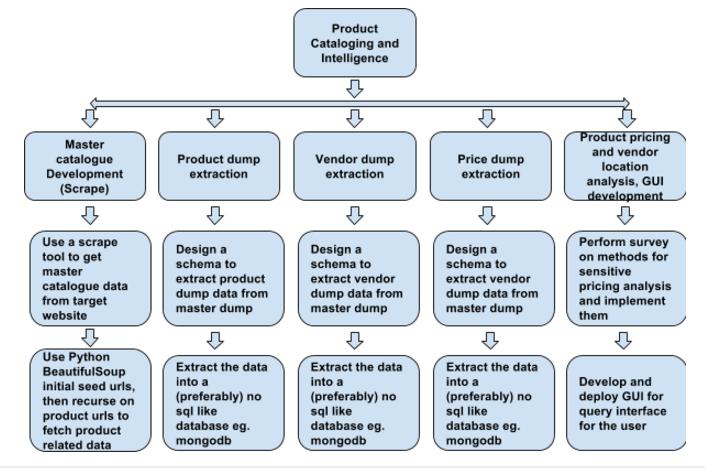 Product
Cataloging and
Intelligence
Master
catalogue
Development
(Scrape)
Product dump
extraction
Vendor dump
extraction
Price dump
extraction
Product pricing
and vendor
location
analysis, GUI
development
Use a scrape
tool to get
master
catalogue data
from target
website
Design a
schema to
extract product
dump data from
master dump
Design a
schema to
extract vendor
dump data from
master dump
Design a
schema to
extract vendor
dump data from
master dump
Perform survey
on methods for
sensitive
pricing analysis
and implement
them
Use Python
BeautifulSoup
initial seed urls,
then recurse on
product urls to
fetch product
related data
Extract the data
into a
(preferably) no
sql like
database eg.
mongodb
Extract the data
into a
(preferably) no
sql like
database eg.
mongodb
Extract the data
into a
(preferably) no
sql like
database eg.
mongodb
Develop and
deploy GUI for
query interface
for the user